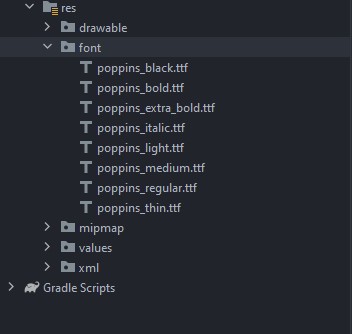 res
drawable
font
poppins_black.ttf
poppins_bold.ttf
poppins_extra_bold.ttf
poppins_italic.ttf
poppins_light.ttf
poppins_medium.ttf
poppins_regular.ttf
poppins_thin.ttf
mipmap
values
xml
Gradle Scripts